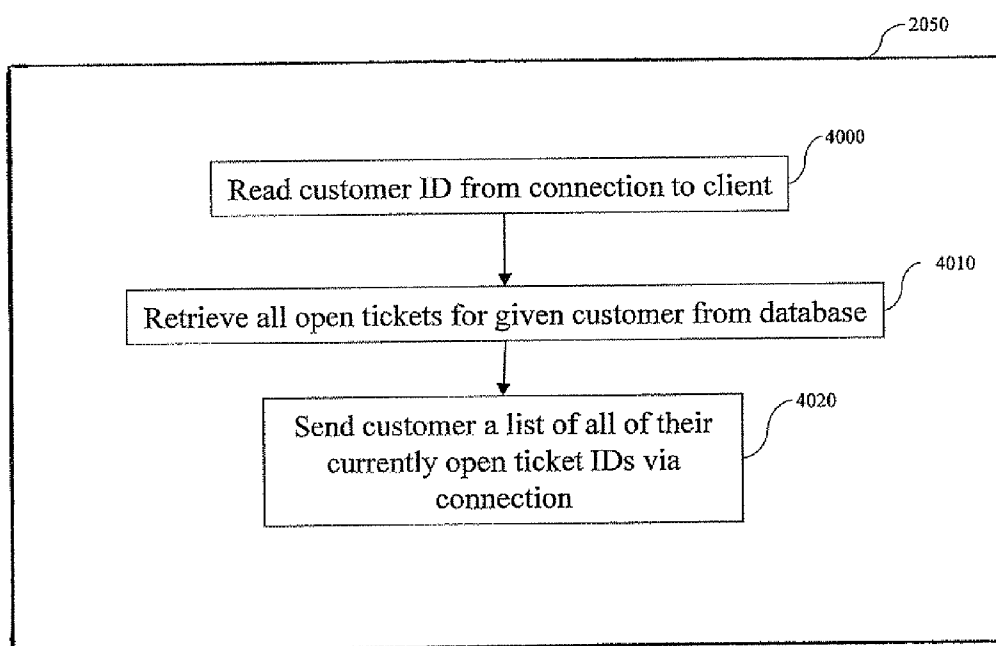 2050
4000
Read customer ID from connection to client
4010
Retrieve all open tickets for given customer from database
4020
Send customer a list of all of their
currently open ticket IDs via
connection